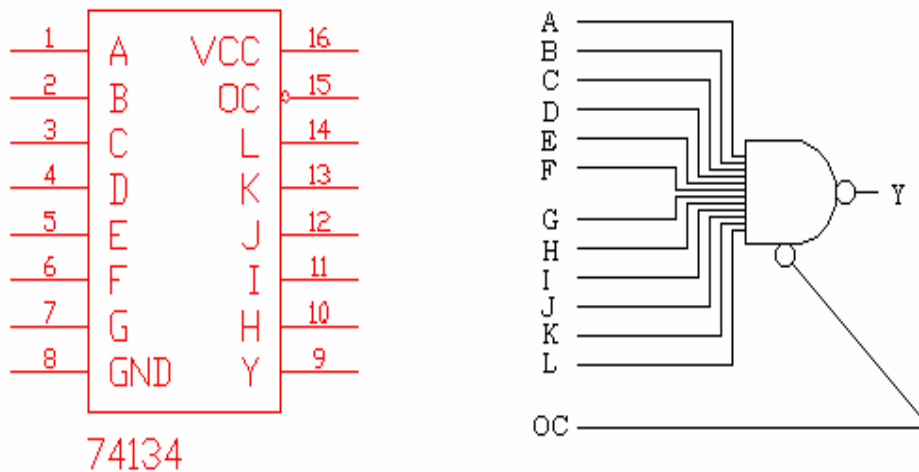 1 A VCC 16
2 B OC 15
3 C L 14
4 D K 13
5 E J 12
6 F I 11
7 G H 10
8 GND Y 9
74134
A
B
C
D
E
F
Y
G
H
I
J
K
L
OC